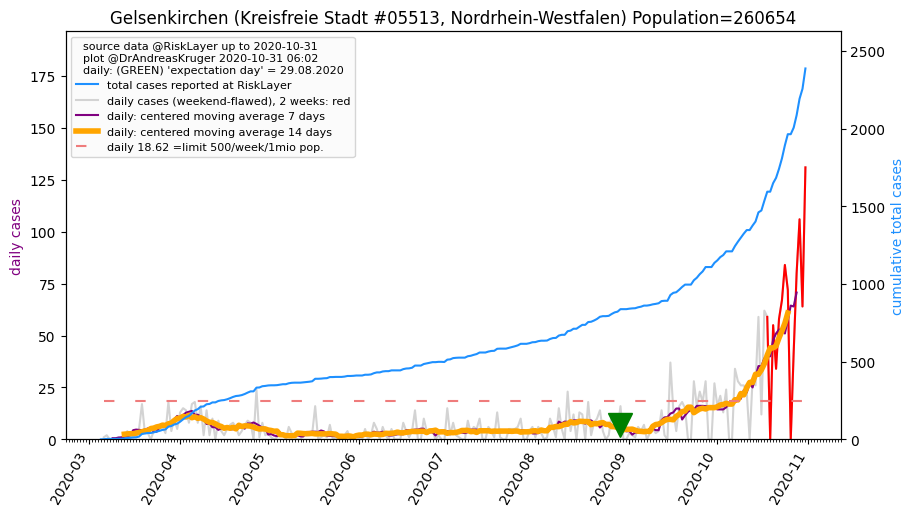 Gelsenkirchen (Kreisfreie Stadt #05513, Nordrhein-Westfalen) Population=260654
source data @RiskLayer up to 2020-10-31
plot @DrAndreasKruger 2020-10-31 06:02
daily: (GREEN) 'expectation day' = 29.08.2020
total cases reported at RiskLayer
daily cases (weekend-flawed), 2 weeks: red
daily: centered moving average 7 days
daily: centered moving average 14 days
daily 18.62 =limit 500/week/1mio pop.
daily cases
175
150
125
100
75
50
25
0
cumulative total cases
2500
2000
1500
1000
500
0
2020-03
2020-04
2020-05
2020-06
2020-07
2020-08
2020-09
2020-10
2020-11